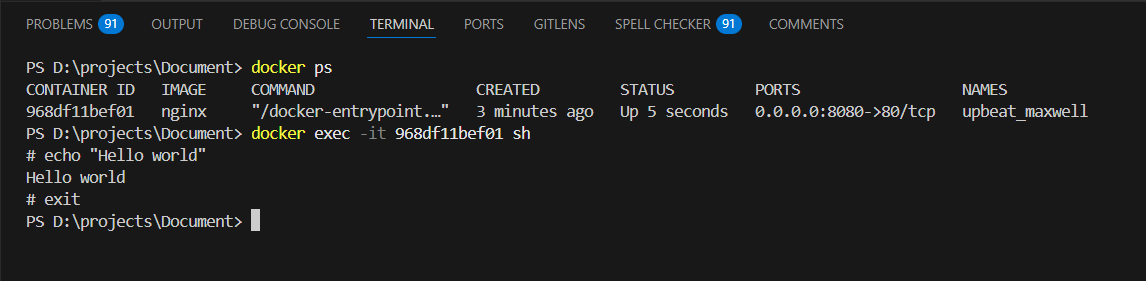 PROBLEMS 91 OUTPUT DEBUG CONSOLE TERMINAL PORTS GITLENS SPELL CHECKER 91 COMMENTS
PS D:\projects\Document> docker ps
CONTAINER ID   IMAGE     COMMAND                  CREATED         STATUS         PORTS                  NAMES
968df11bef01   nginx     "/docker-entrypoint.…"   3 minutes ago   Up 5 seconds   0.0.0.0:8080->80/tcp   upbeat_maxwell
PS D:\projects\Document> docker exec -it 968df11bef01 sh
# echo "Hello world"
Hello world
# exit
PS D:\projects\Document>